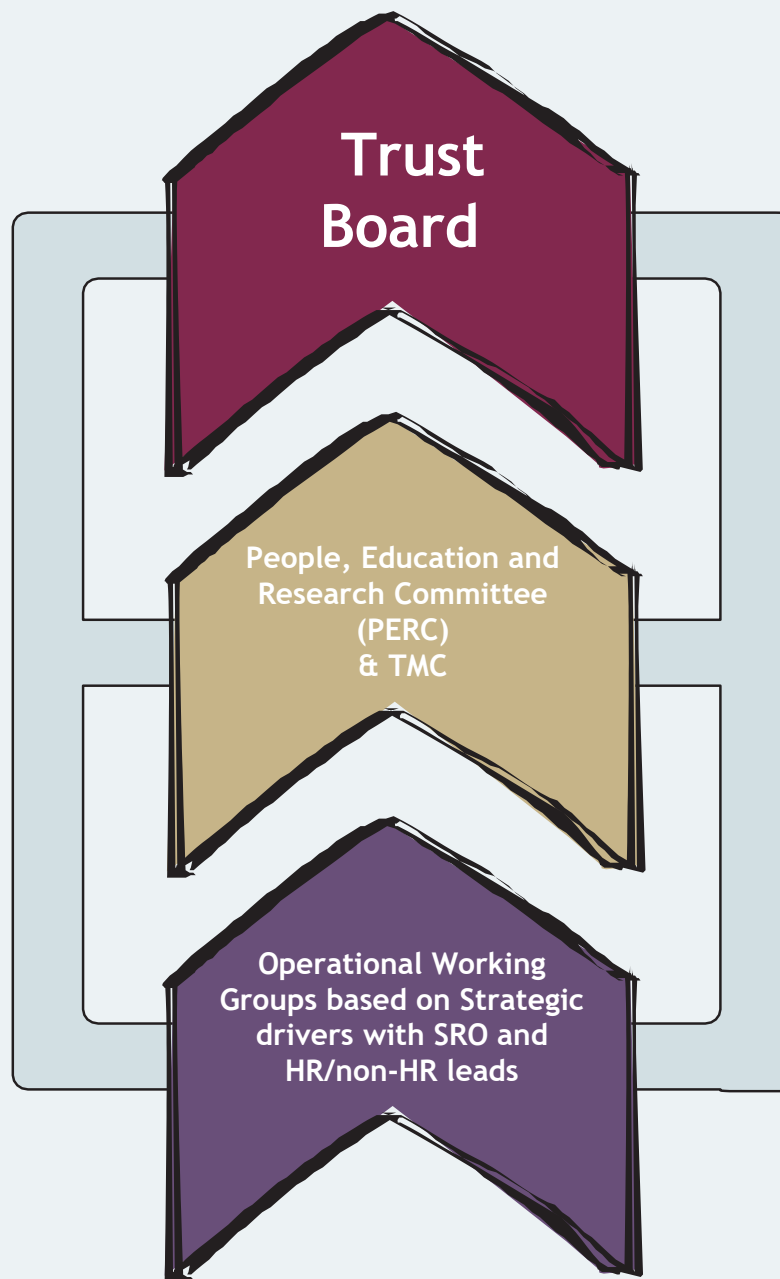 Trust
Board
People, Education and
Research Committee
(PERC)
& TMC
Operational Working
Groups based on Strategic
drivers with SRO and
HR/non-HR leads